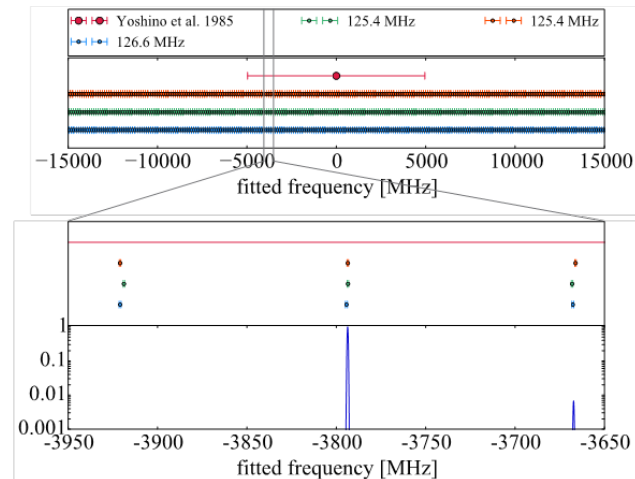 Yoshino et al. 1985 125.4 MHz 125.4 MHz
126.6 MHz
−15000 −10000 −5000 0 5000 10000 15000
fitted frequency [MHz]
1
0.1
0.01
0.001
-3950 -3900 -3850 -3800 -3750 -3700 -3650
fitted frequency [MHz]